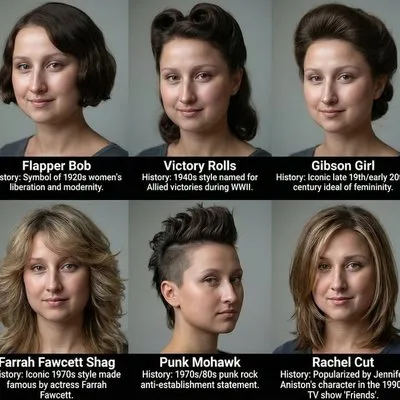 Flapper Bob
story: Symbol of 1920s women's
liberation and modernity.
Victory Rolls
History: 1940s style named for
Allied victories during WWII.
Gibson Girl
History: Iconic late 19th/early 20
century ideal of femininity.
Farrah Fawcett Shag
story: Iconic 1970s style made
famous by actress Farrah
Fawcett.
Punk Mohawk
History: 1970s/80s punk rock
anti-establishment statement.
Rachel Cut
History: Popularized by Jennife
Aniston's character in the 1990
TV show 'Friends'.